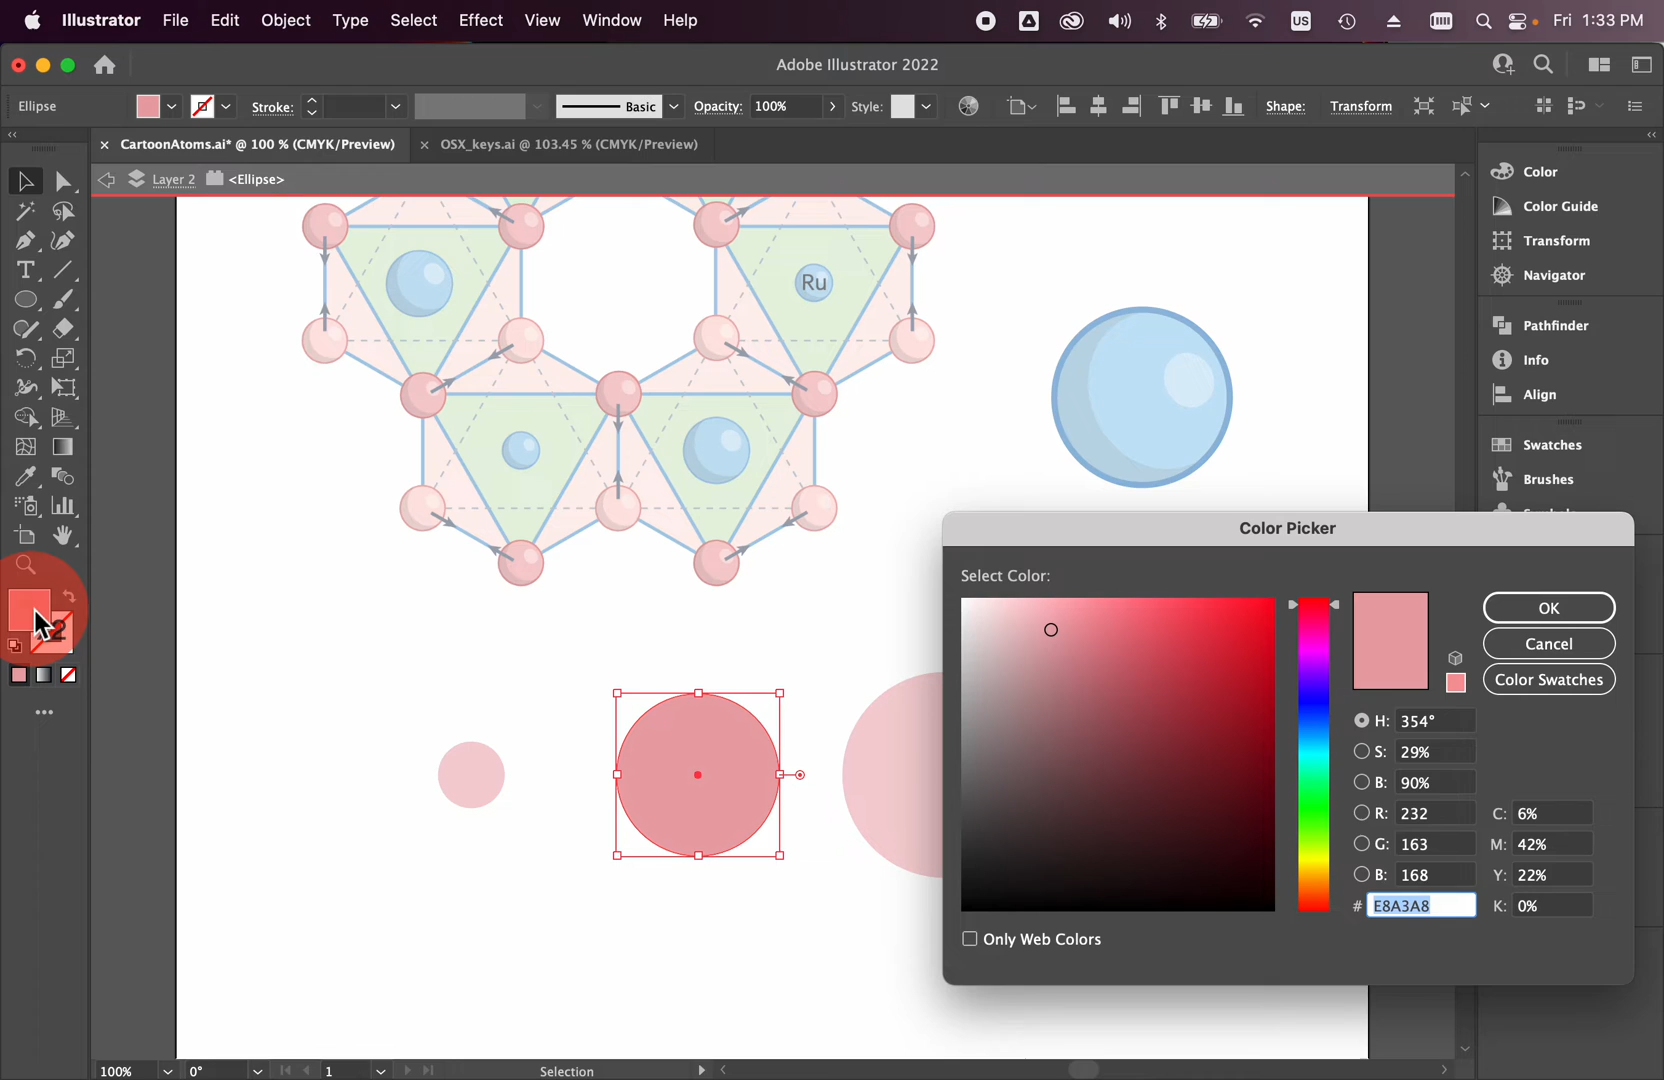 Illustrator File Edit Object Type Select Effect View Window Help US Fri 1:33 PM
Adobe Illustrator 2022
Ellipse Stroke: Basic Opacity: 100% Style: Shape: Transform
CartoonAtoms.ai* @ 100 % (CMYK/Preview) OSX_keys.ai @ 103.45 % (CMYK/Preview)
Layer 2 <Ellipse>
Color
Color Guide
Transform
Navigator
Pathfinder
Info
Align
Swatches
Brushes
Ru
Color Picker
Select Color:
OK
Cancel
Color Swatches
H: 354°
S: 29%
B: 90%
R: 232 C: 6%
G: 163 M: 42%
B: 168 Y: 22%
# E8A3A8 K: 0%
Only Web Colors
100% 0° 1 Selection